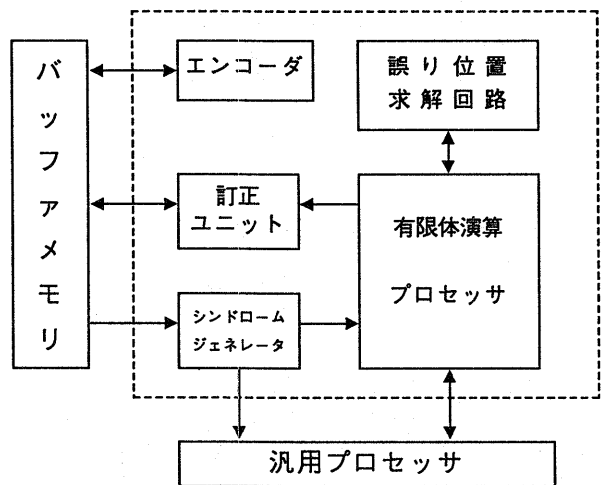 バッファメモリ
エンコーダ
誤り位置
求解回路
訂正
ユニット
有限体演算
プロセッサ
シンドローム
ジェネレータ
汎用プロセッサ